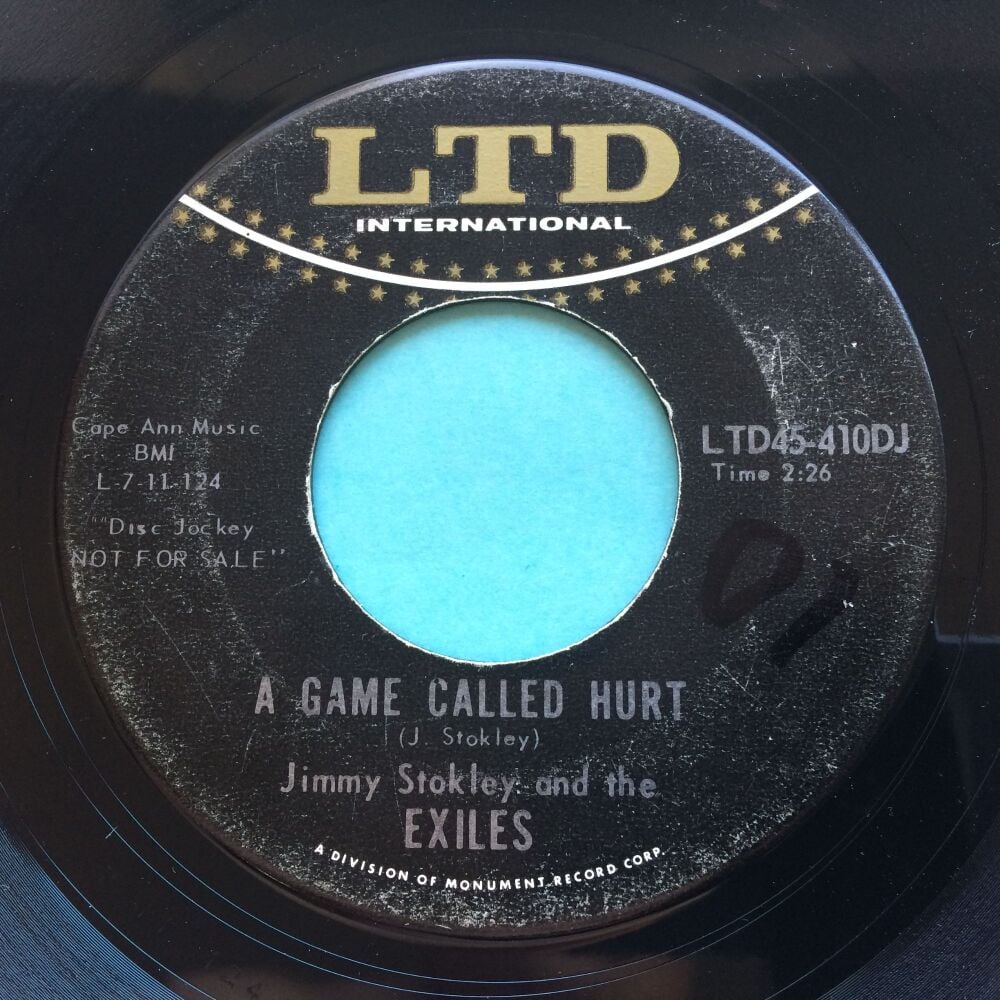 LTD
INTERNATIONAL
Cape Ann Music
BMI
L-7-11-124
"Disc Jockey
NOT FOR SALE"
LTD45-410DJ
Time 2:26
A GAME CALLED HURT
(J. Stokley)
Jimmy Stokley and the
EXILES
A DIVISION OF MONUMENT RECORD CORP.